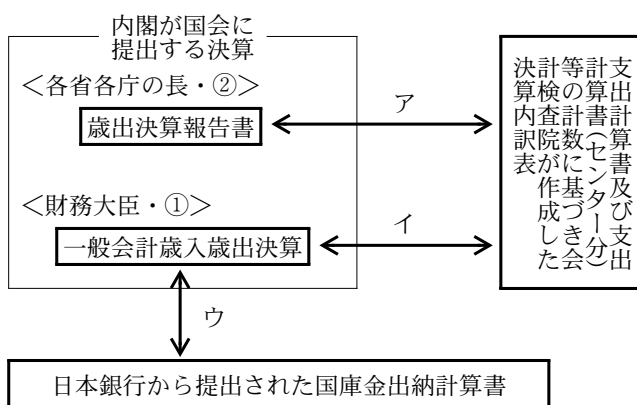 内閣が国会に
提出する決算
＜各省各庁の長・②＞
歳出決算報告書
ア
＜財務大臣・①＞
一般会計歳入歳出決算
イ
支出計算書及び支出
計算書（センター分）
等の計数に基づき会
計検査院が作成した
決算内訳表
ウ
日本銀行から提出された国庫金出納計算書